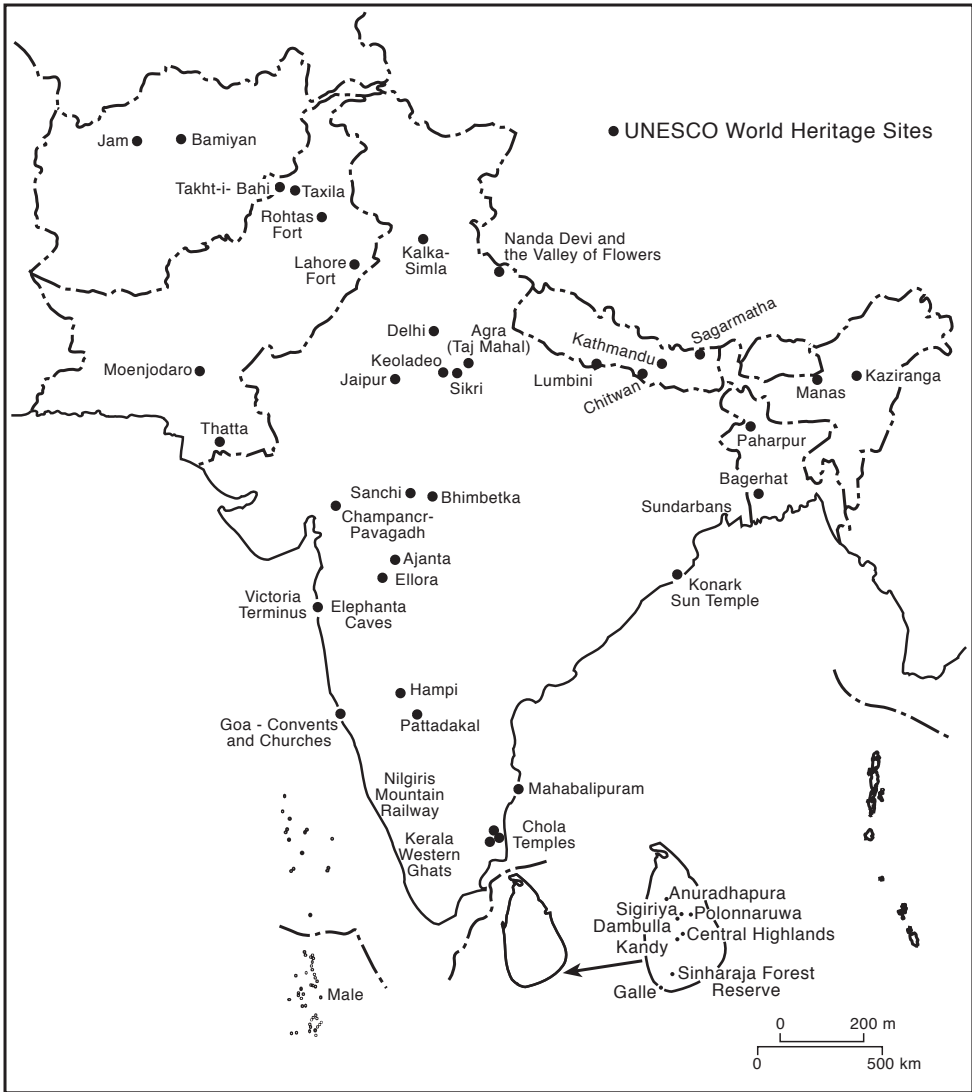 UNESCO World Heritage Sites
Jam
Bamiyan
Takht-i- Bahi
Taxila
Rohtas
Fort
Lahore
Fort
Kalka-
Simla
Nanda Devi and
the Valley of Flowers
Delhi
Agra
(Taj Mahal)
Keoladeo
Jaipur
Sikri
Moenjodaro
Thatta
Lumbini
Kathmandu
Chitwan
Sagarmatha
Manas
Kaziranga
Paharpur
Bagerhat
Sundarbans
Sanchi
Bhimbetka
Champancr-
Pavagadh
Ajanta
Ellora
Victoria
Terminus
Elephanta
Caves
Konark
Sun Temple
Hampi
Pattadakal
Goa - Convents
and Churches
Nilgiris
Mountain
Railway
Mahabalipuram
Kerala
Western
Ghats
Chola
Temples
Anuradhapura
Sigiriya
Polonnaruwa
Dambulla
Central Highlands
Kandy
Sinharaja Forest
Reserve
Galle
Male
0 200 m
0 500 km